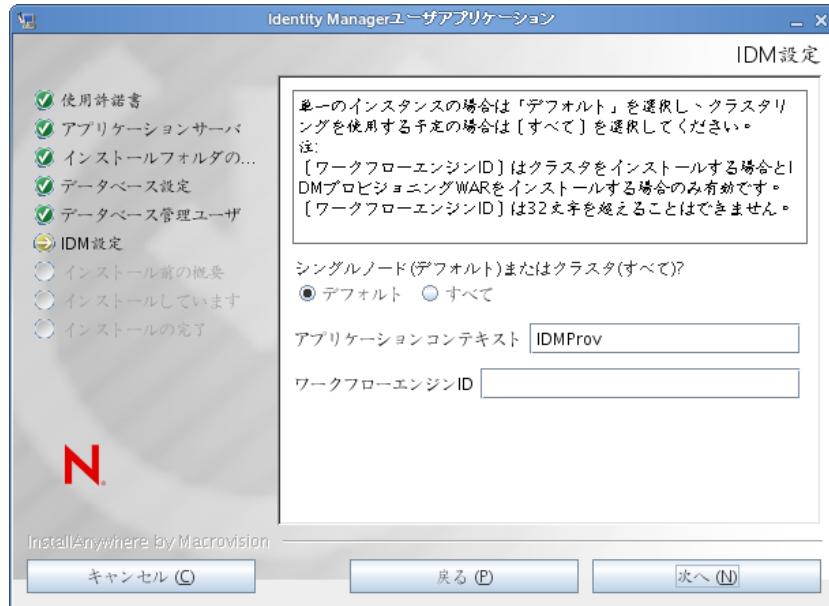 Identity Managerユーザアプリケーション
IDM設定
使用許諾書
アプリケーションサーバ
インストールフォルダの...
データベース設定
データベース管理ユーザ
IDM設定
インストール前の概要
インストールしています
インストールの完了
単一のインスタンスの場合は「デフォルト」を選択し、クラスタリ
ングを使用する予定の場合は［すべて］を選択してください。
注:
［ワークフローエンジンID］はクラスタをインストールする場合とI
DMプロビジョニングWARをインストールする場合のみ有効です。
［ワークフローエンジンID］は32文字を超えることはできません。
シングルノード(デフォルト)またはクラスタ(すべて)?
デフォルト すべて
アプリケーションコンテキスト IDMProv
ワークフローエンジンID
N.
InstallAnywhere by Macrovision
キャンセル (C) 戻る (P) 次へ (N)